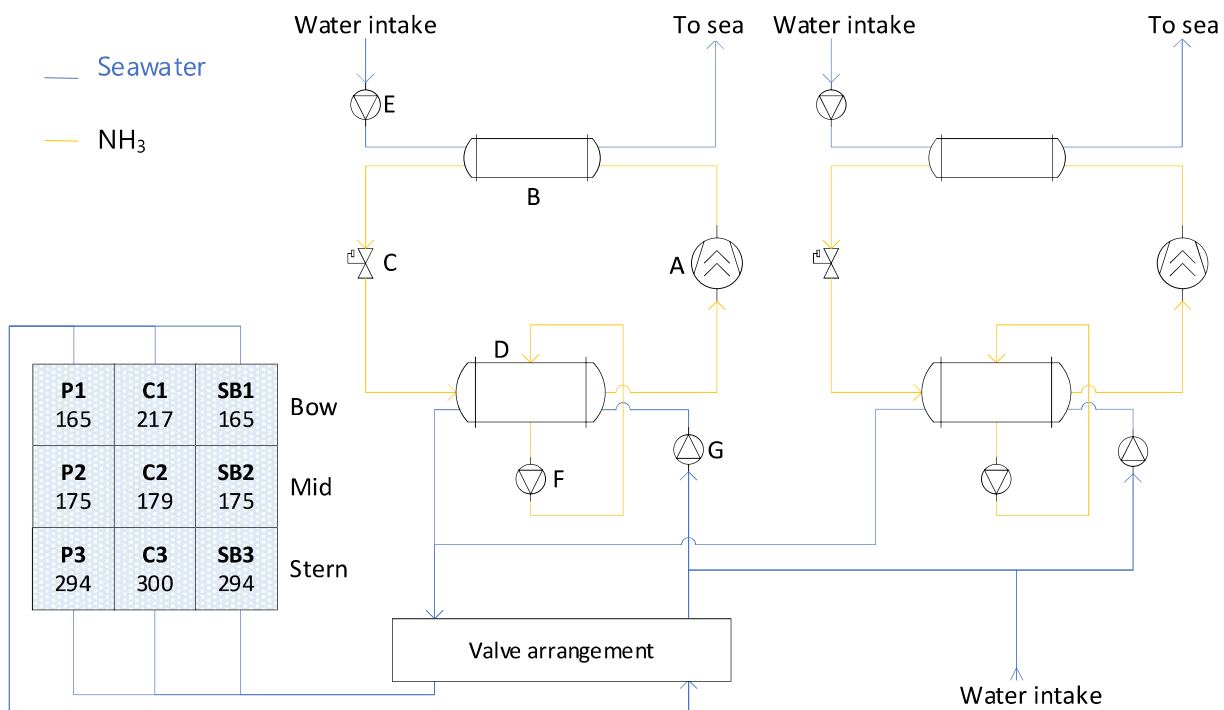 Water intake
To sea
Water intake
To sea
Seawater
E
NH₃
B
C
A
D
P1
C1
SB1
165
217
165
Bow
G
P2
C2
SB2
175
179
175
Mid
F
P3
C3
SB3
294
300
294
Stern
Valve arrangement
Water intake